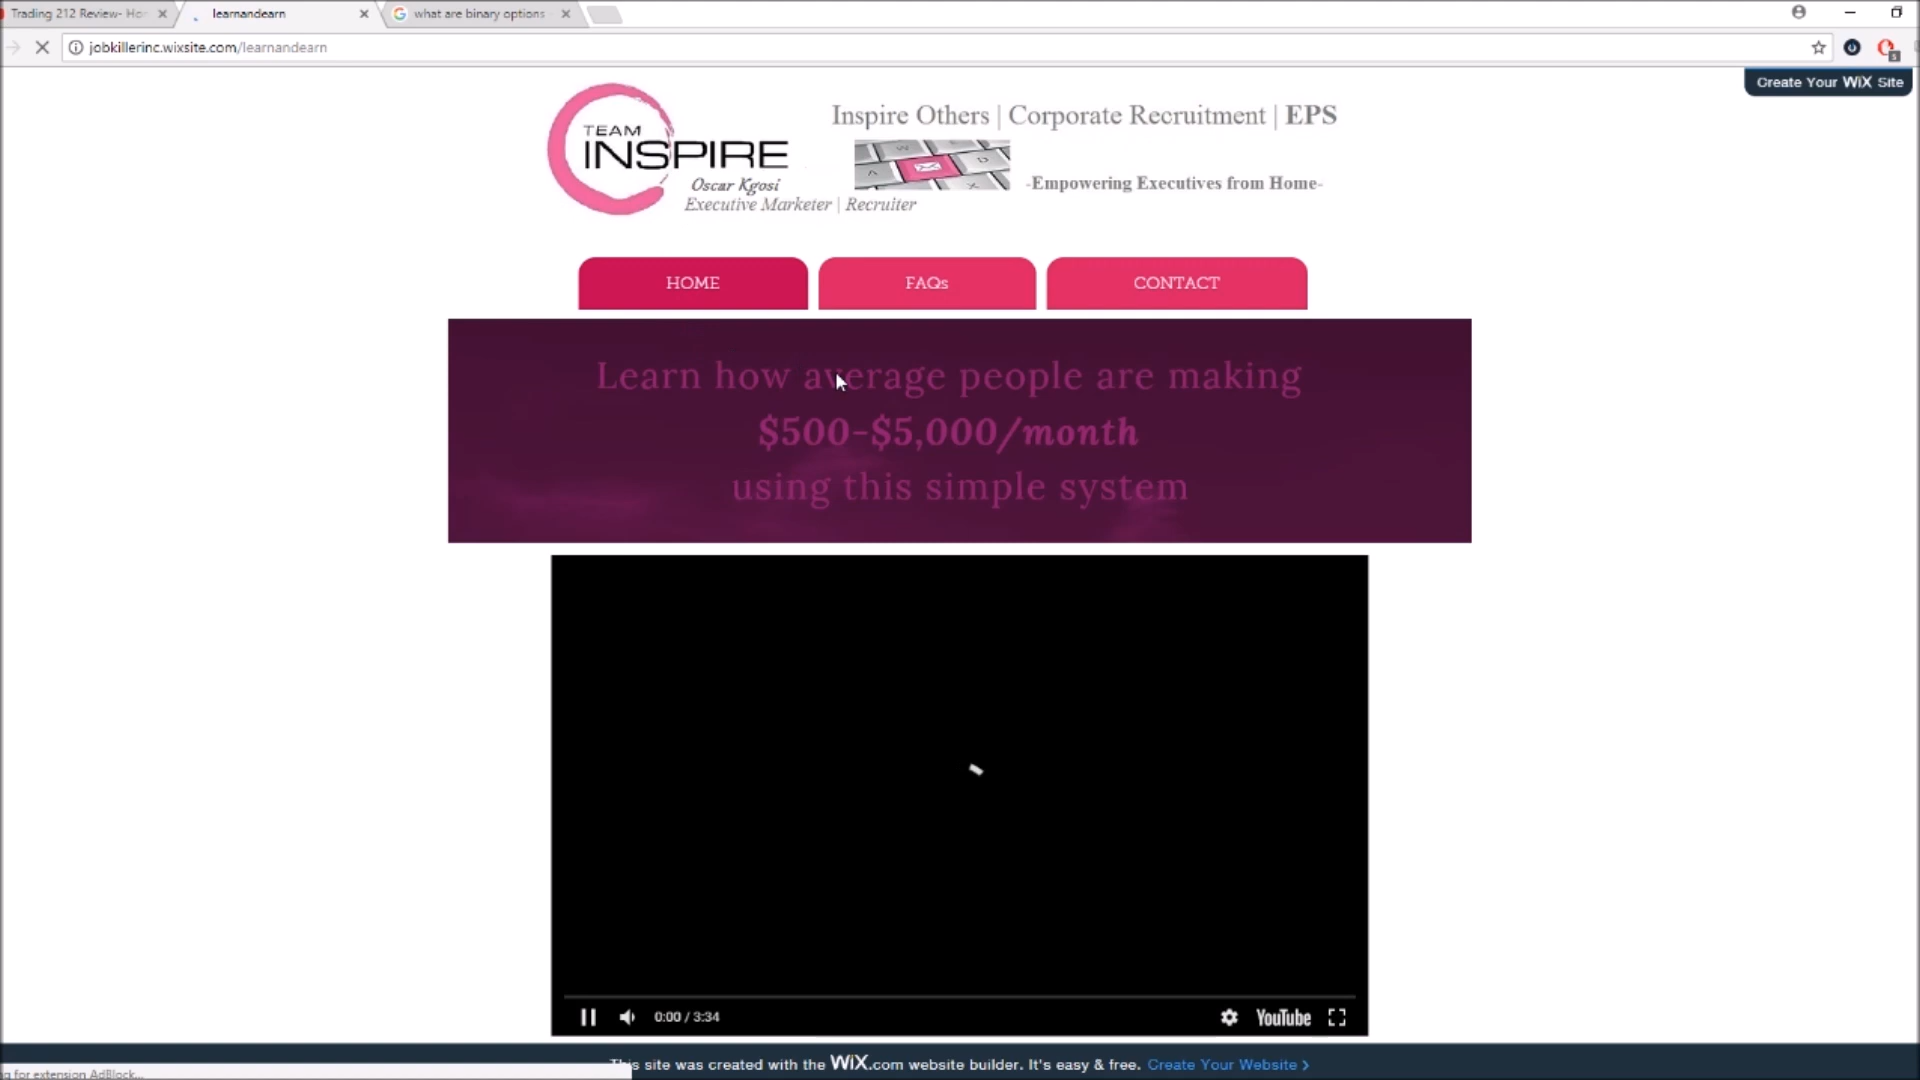 Trading 212 Review- Ho
learnandearn
what are binary options
jobkillerinc.wixsite.com/learnandearn
Create Your WiX Site
TEAM
INSPIRE
Oscar Kgosi
Executive Marketer | Recruiter
Inspire Others | Corporate Recruitment | EPS
-Empowering Executives from Home-
HOME
FAQs
CONTACT
Learn how average people are making
$500-$5,000/month
using this simple system
0:00 / 3:34
YouTube
This site was created with the WiX.com website builder. It's easy & free. Create Your Website >
g for extension AdBlock...